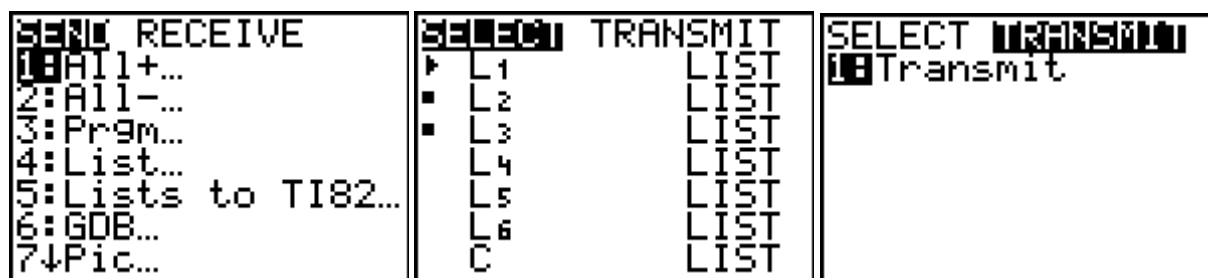 SEND RECEIVE
1:All+…
2:All-…
3:Prgm…
4:List…
5:Lists to TI82…
6:GDB…
7↓Pic…
SELECT TRANSMIT
L₁ LIST
L₂ LIST
L₃ LIST
L₄ LIST
L₅ LIST
L₆ LIST
C LIST
SELECT TRANSMIT
1:Transmit